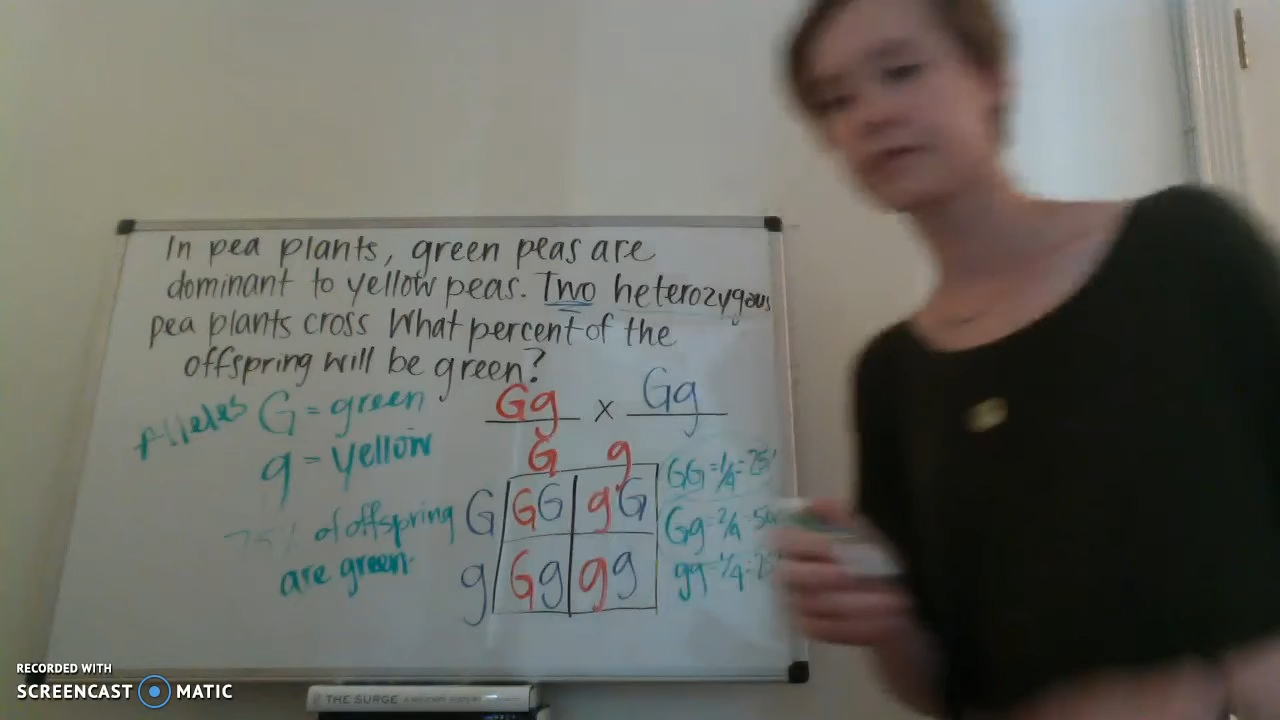 In pea plants, green peas are
dominant to yellow peas. Two heterozygous
pea plants cross What percent of the
offspring will be green?
Alleles G = green
g = yellow
Gg x Gg
G g
G GG gG
g Gg gg
GG = 1/4 = 25%
Gg = 2/4 = 50%
gg = 1/4 = 25%
75% of offspring
are green.
RECORDED WITH
SCREENCAST MATIC
THE SURGE